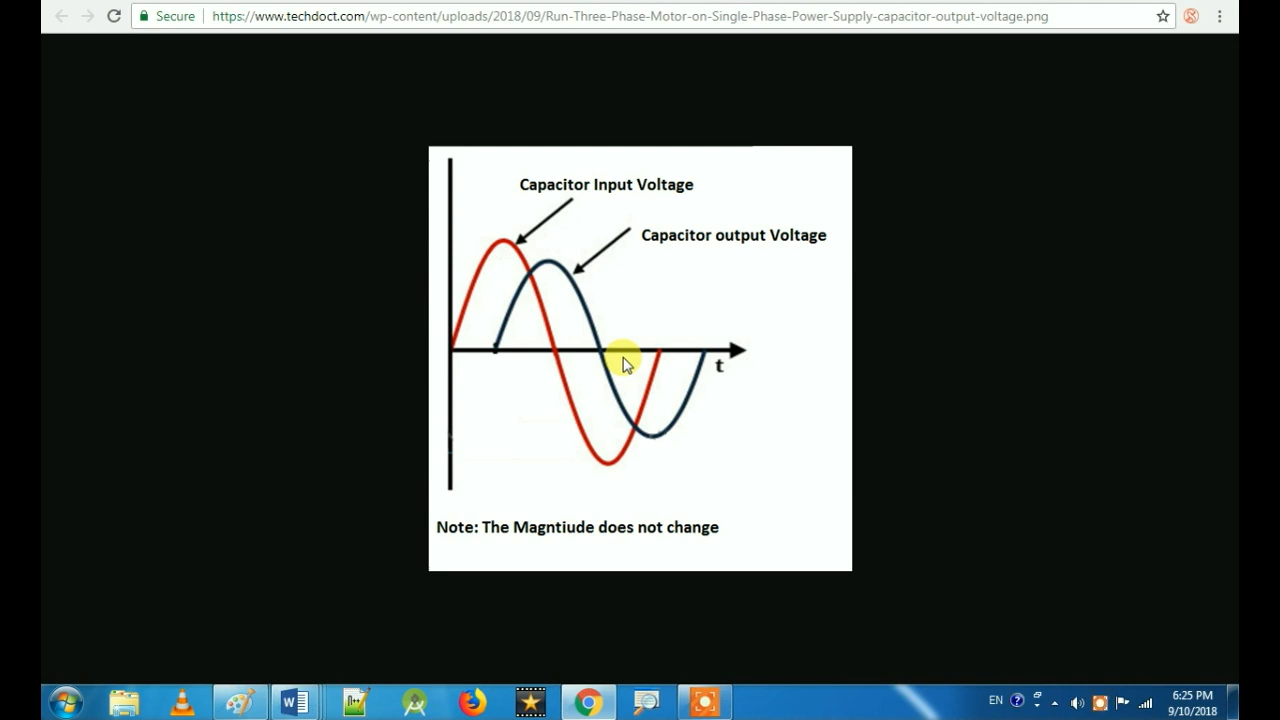 Secure
https://www.techdoct.com/wp-content/uploads/2018/09/Run-Three-Phase-Motor-on-Single-Phase-Power-Supply-capacitor-output-voltage.png
Capacitor Input Voltage
Capacitor output Voltage
t
Note: The Magntiude does not change
EN
6:25 PM
9/10/2018